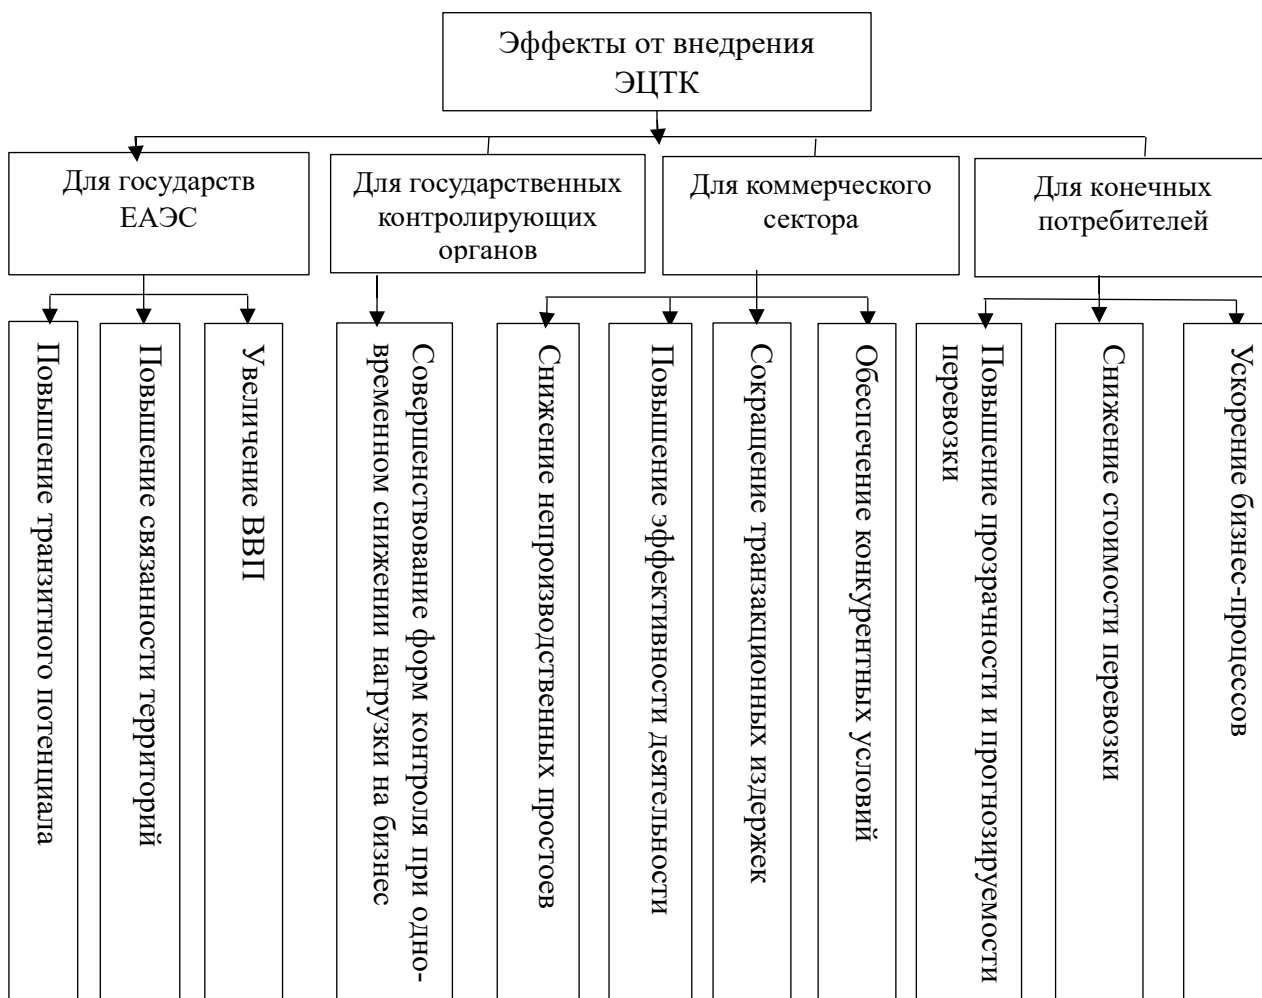 Эффекты от внедрения
ЭЦТК
Для государств
ЕАЭС
Для государственных
контролирующих
органов
Для коммерческого
сектора
Для конечных
потребителей
Повышение транзитного потенциала
Повышение связанности территорий
Увеличение ВВП
Совершенствование форм контроля при одно-
временном снижении нагрузки на бизнес
Снижение непроизводственных простоев
Повышение эффективности деятельности
Сокращение транзакционных издержек
Обеспечение конкурентных условий
Повышение прозрачности и прогнозируемости
перевозки
Снижение стоимости перевозки
Ускорение бизнес-процессов